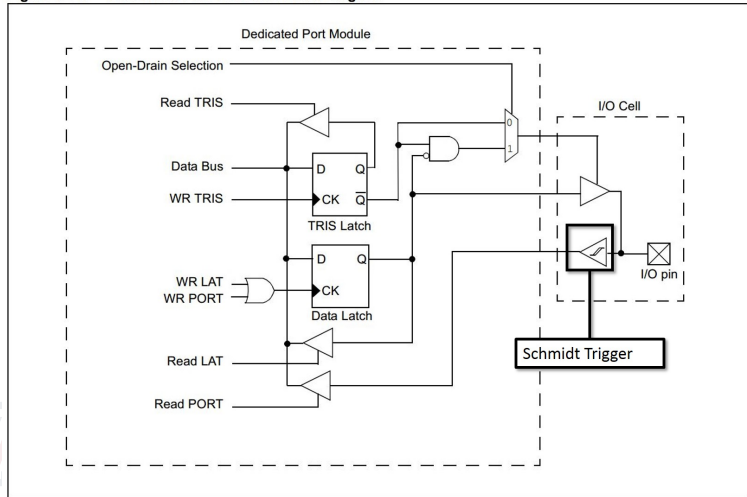 Dedicated Port Module
Open-Drain Selection
Read TRIS
I/O Cell
0
Data Bus
D Q
1
WR TRIS
CK Q
TRIS Latch
D Q
I/O pin
WR LAT
WR PORT
CK
Data Latch
Schmidt Trigger
Read LAT
Read PORT